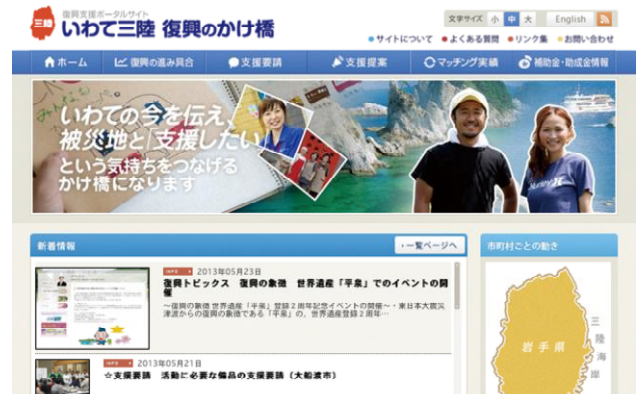 復興支援ポータルサイト
三陸
いわて三陸 復興のかけ橋
文字サイズ 小 中 大 English
サイトについて よくある質問 リンク集 お問い合わせ
ホーム 復興の進み具合 支援要請 支援提案 マッチング実績 補助金・助成金情報
いわての今を伝え、
被災地と「支援したい」
という気持ちをつなげる
かけ橋になります
新着情報 一覧ページへ 市町村ごとの動き
INFO 2013年05月23日
復興トピックス 復興の象徴 世界遺産「平泉」でのイベントの開
催
～復興の象徴 世界遺産「平泉」登録2周年記念イベントの開催～・東日本大震災
津波からの復興の象徴である「平泉」の、世界遺産登録2周年…
INFO 2013年05月21日
☆支援要請 活動に必要な備品の支援要請（大船渡市）
岩手県
三陸海岸